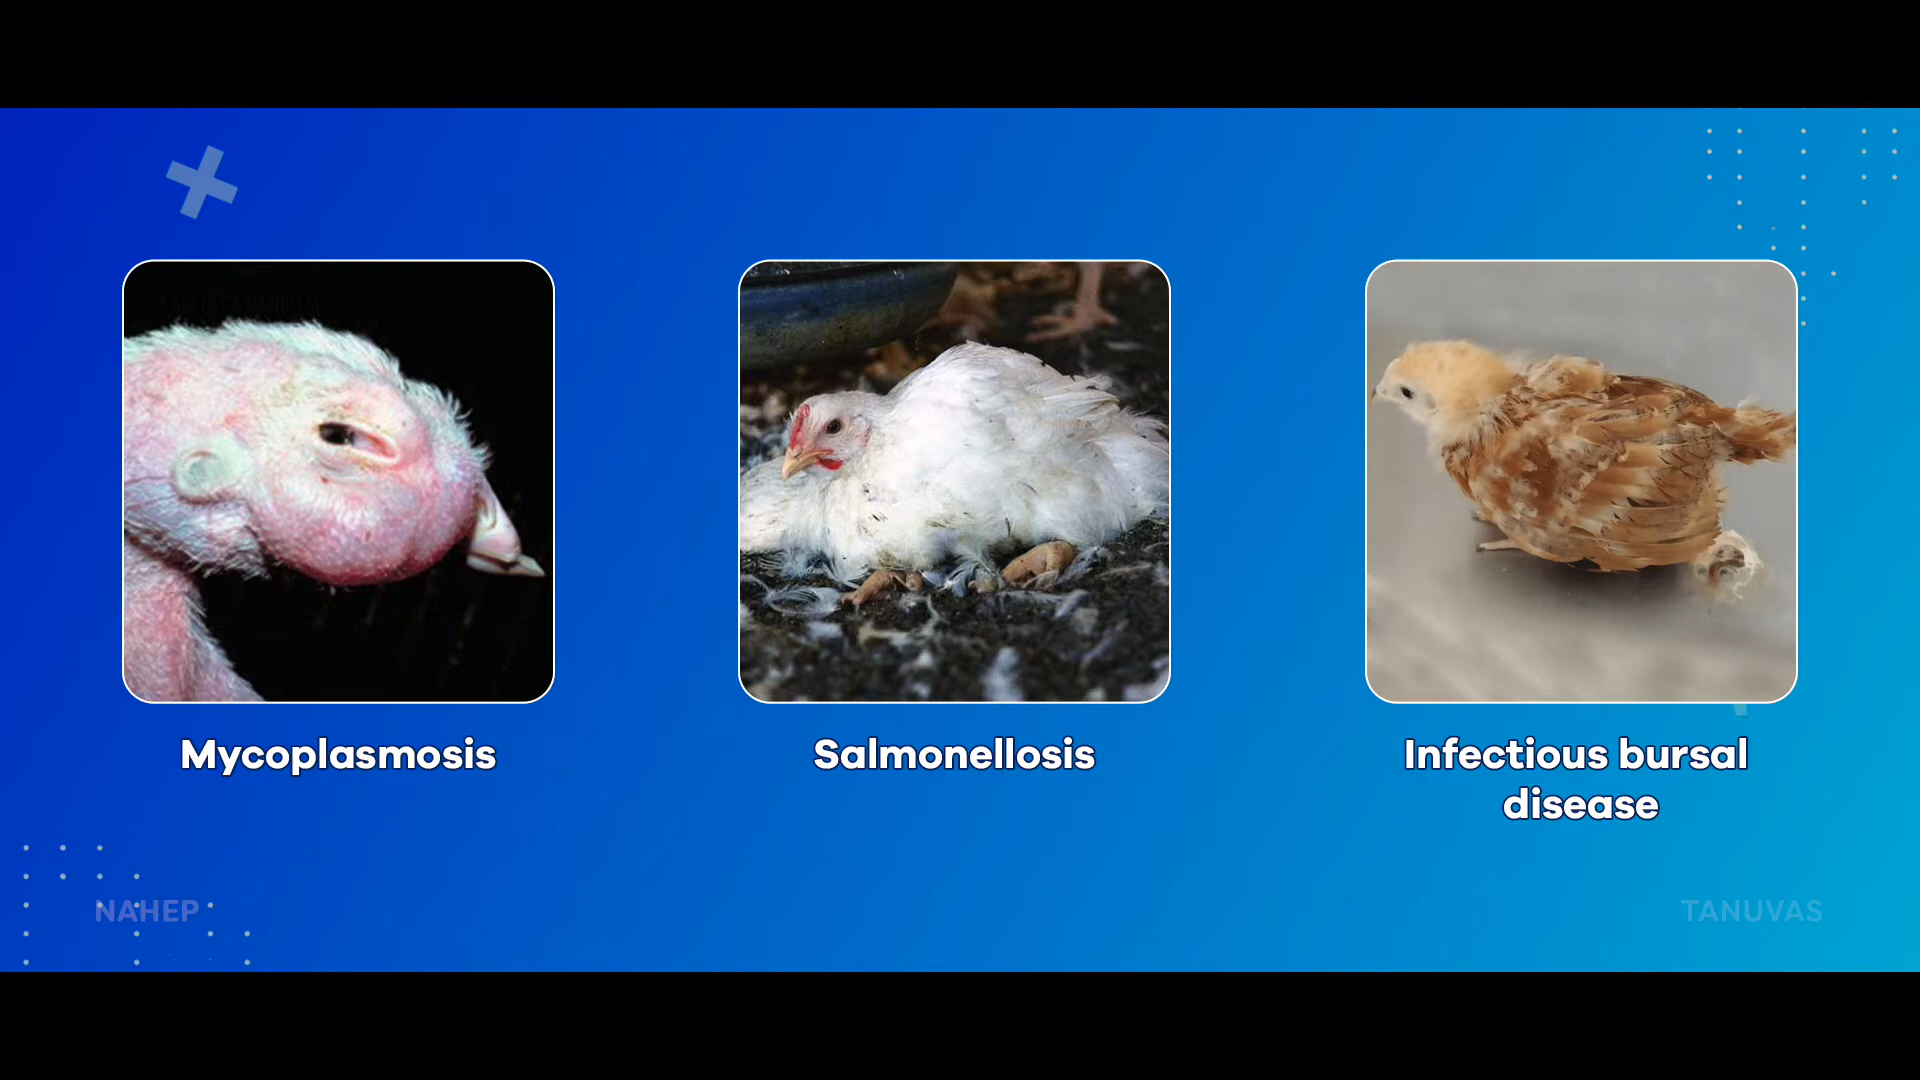 Mycoplasmosis
Salmonellosis
Infectious bursal
disease
NAHEP
TANUVAS